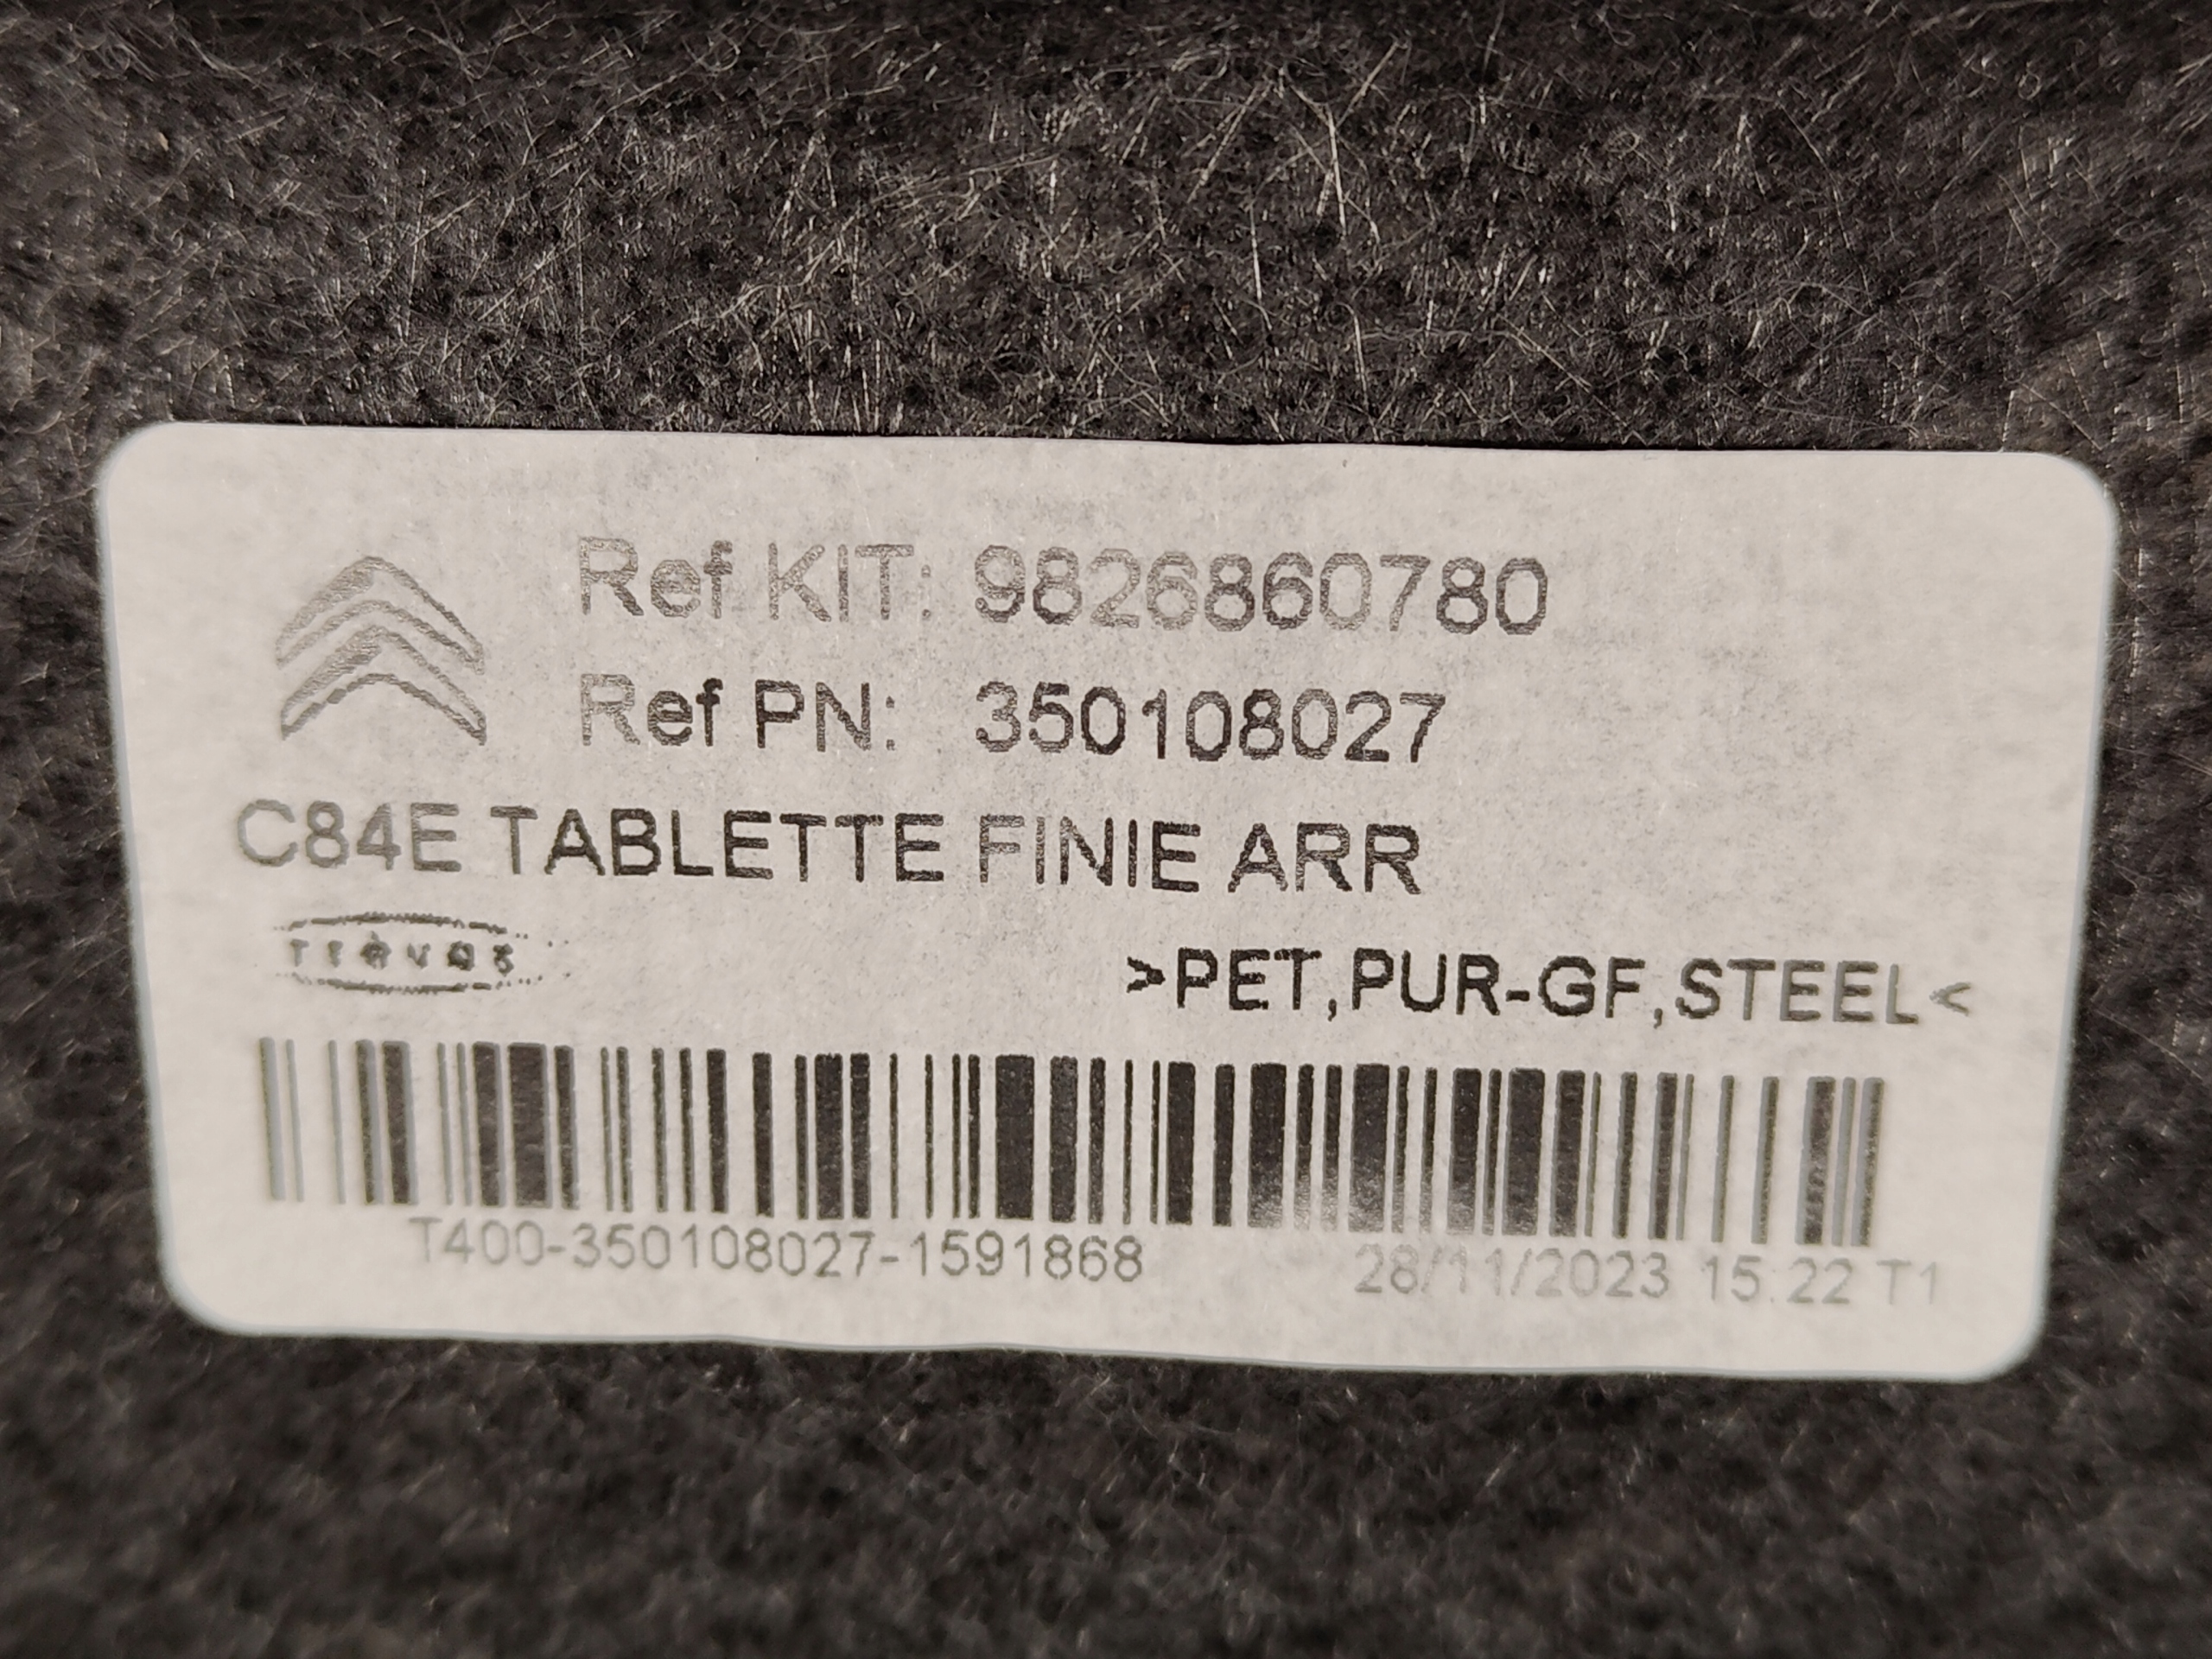 Ref KIT: 9826860780
Ref PN: 350108027
C84E TABLETTE FINIE ARR
>PET,PUR-GF,STEEL<
T400-350108027-1591868 28/11/2023 15:22 T1